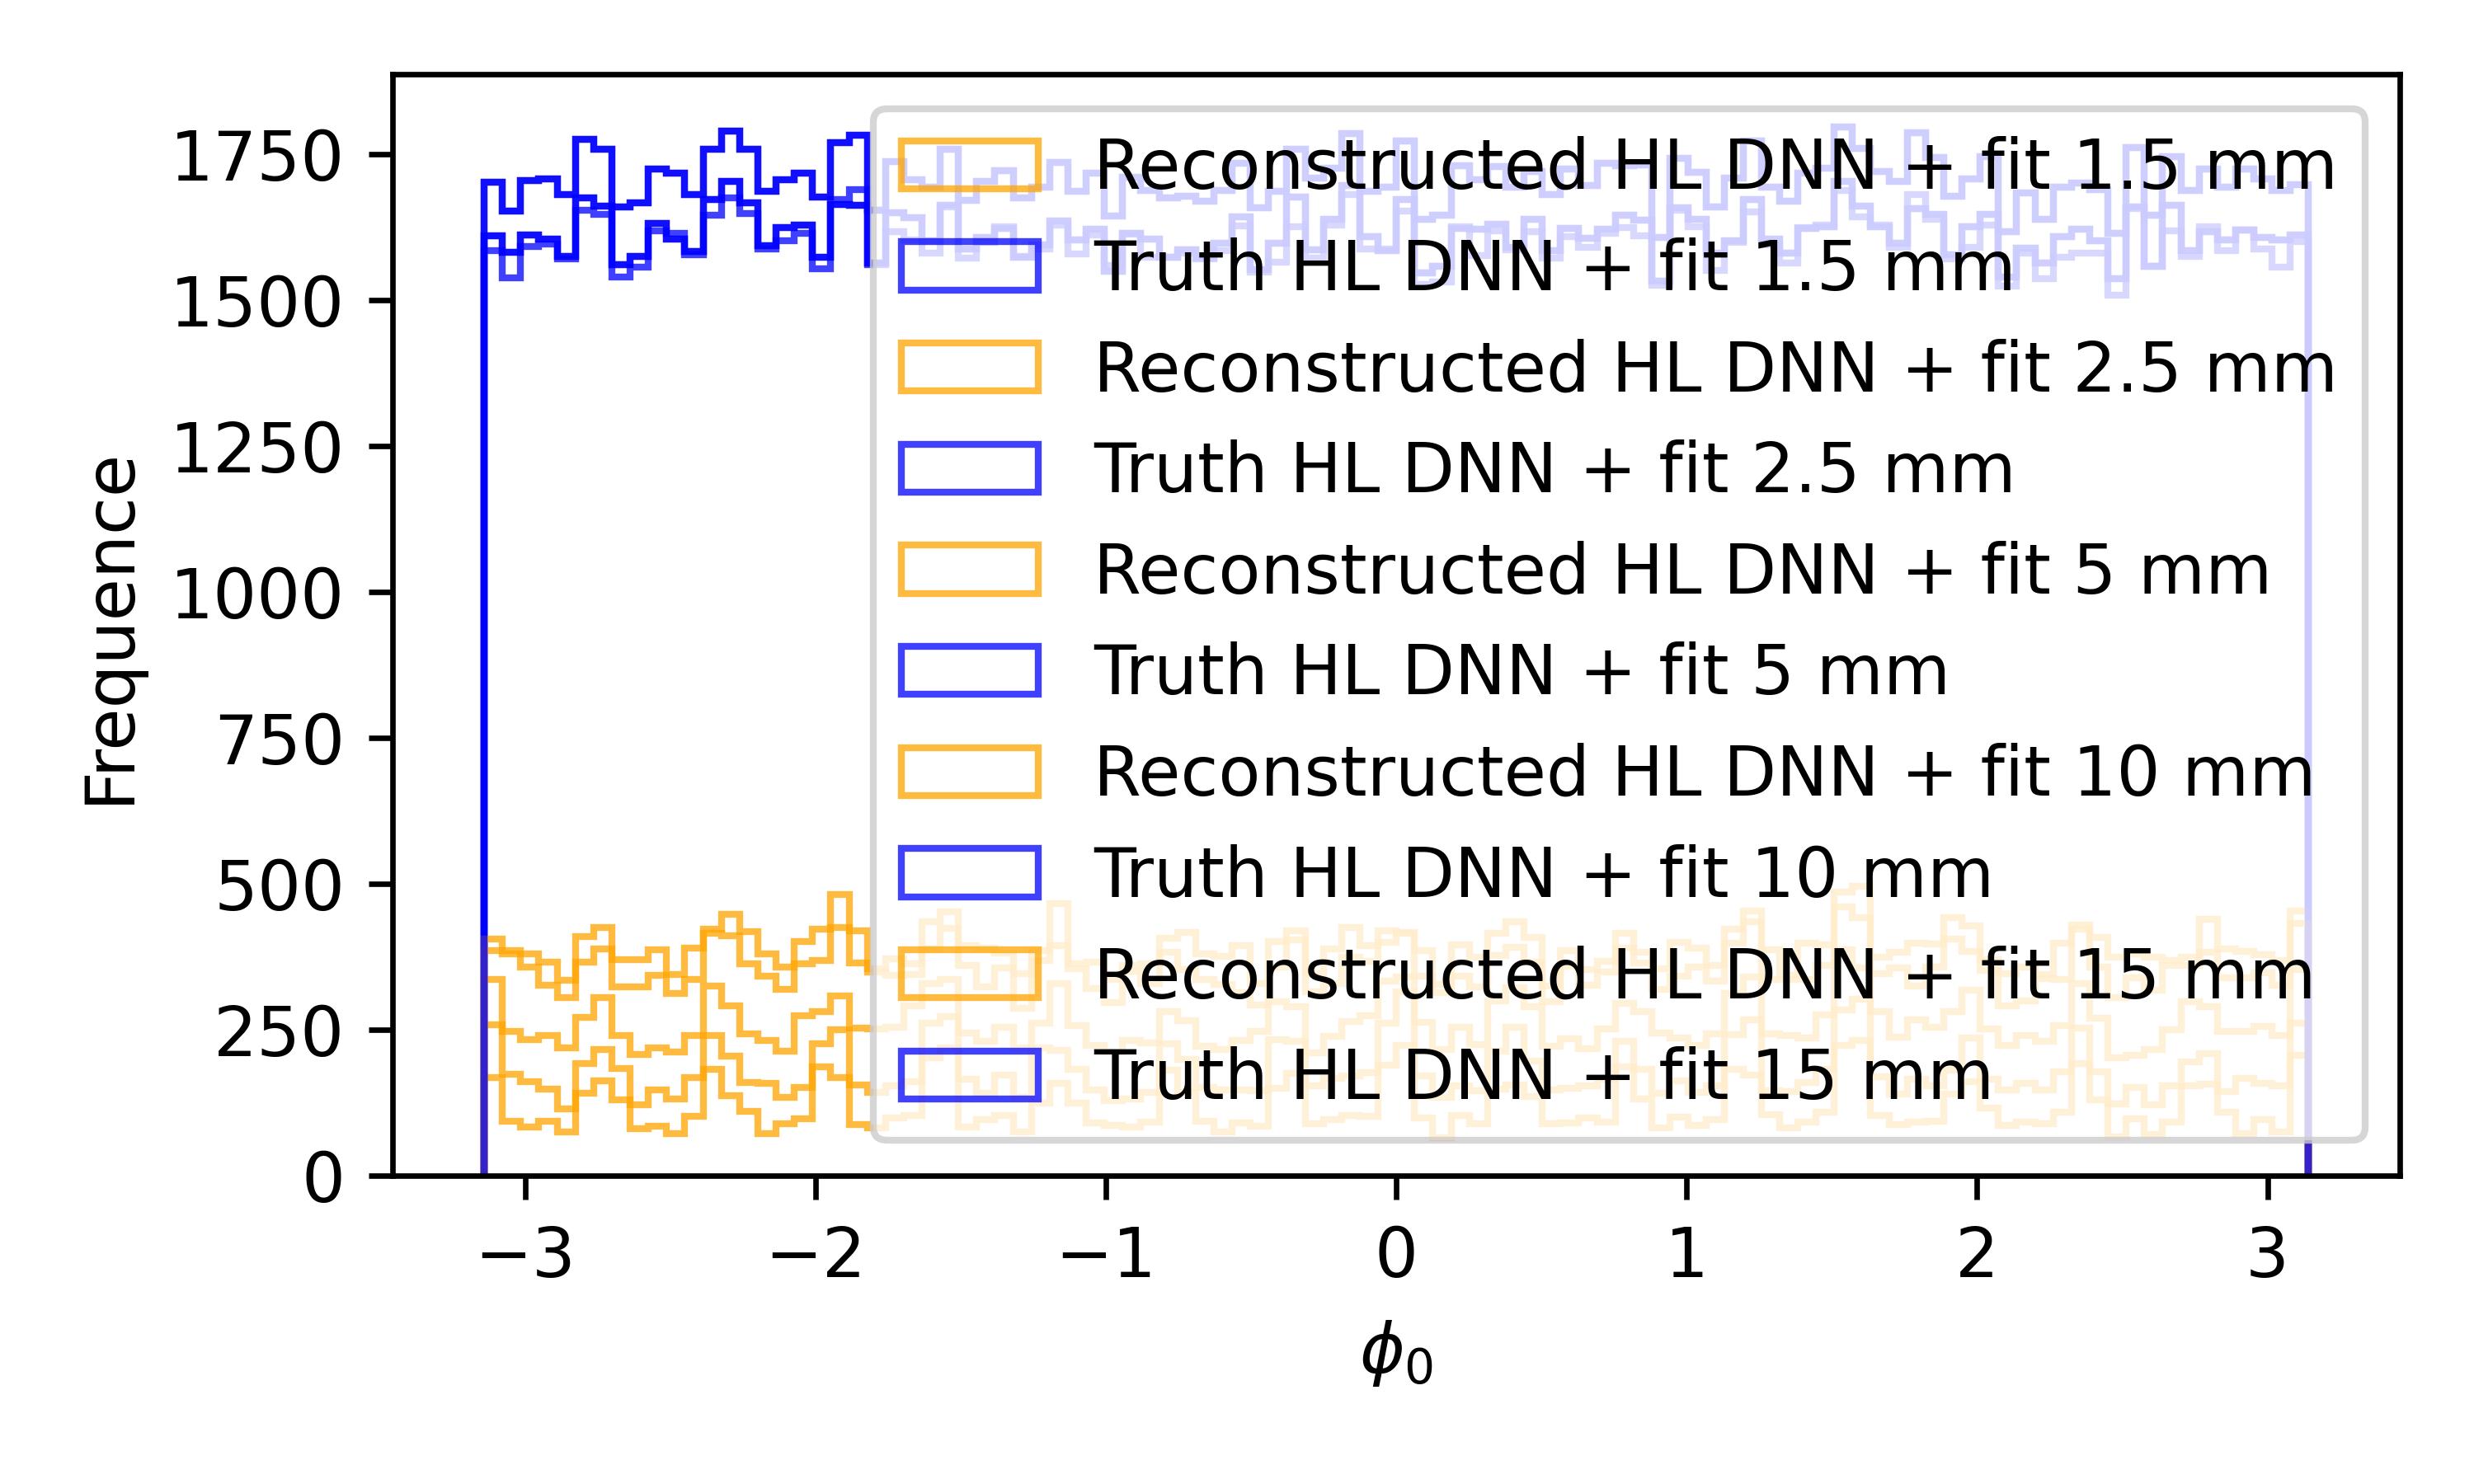 1750
1500
1250
1000
750
500
250
0
Frequence
Reconstructed HL DNN + fit 1.5 mm
Truth HL DNN + fit 1.5 mm
Reconstructed HL DNN + fit 2.5 mm
Truth HL DNN + fit 2.5 mm
Reconstructed HL DNN + fit 5 mm
Truth HL DNN + fit 5 mm
Reconstructed HL DNN + fit 10 mm
Truth HL DNN + fit 10 mm
Reconstructed HL DNN + fit 15 mm
Truth HL DNN + fit 15 mm
−3 −2 −1 0 1 2 3
ϕ₀